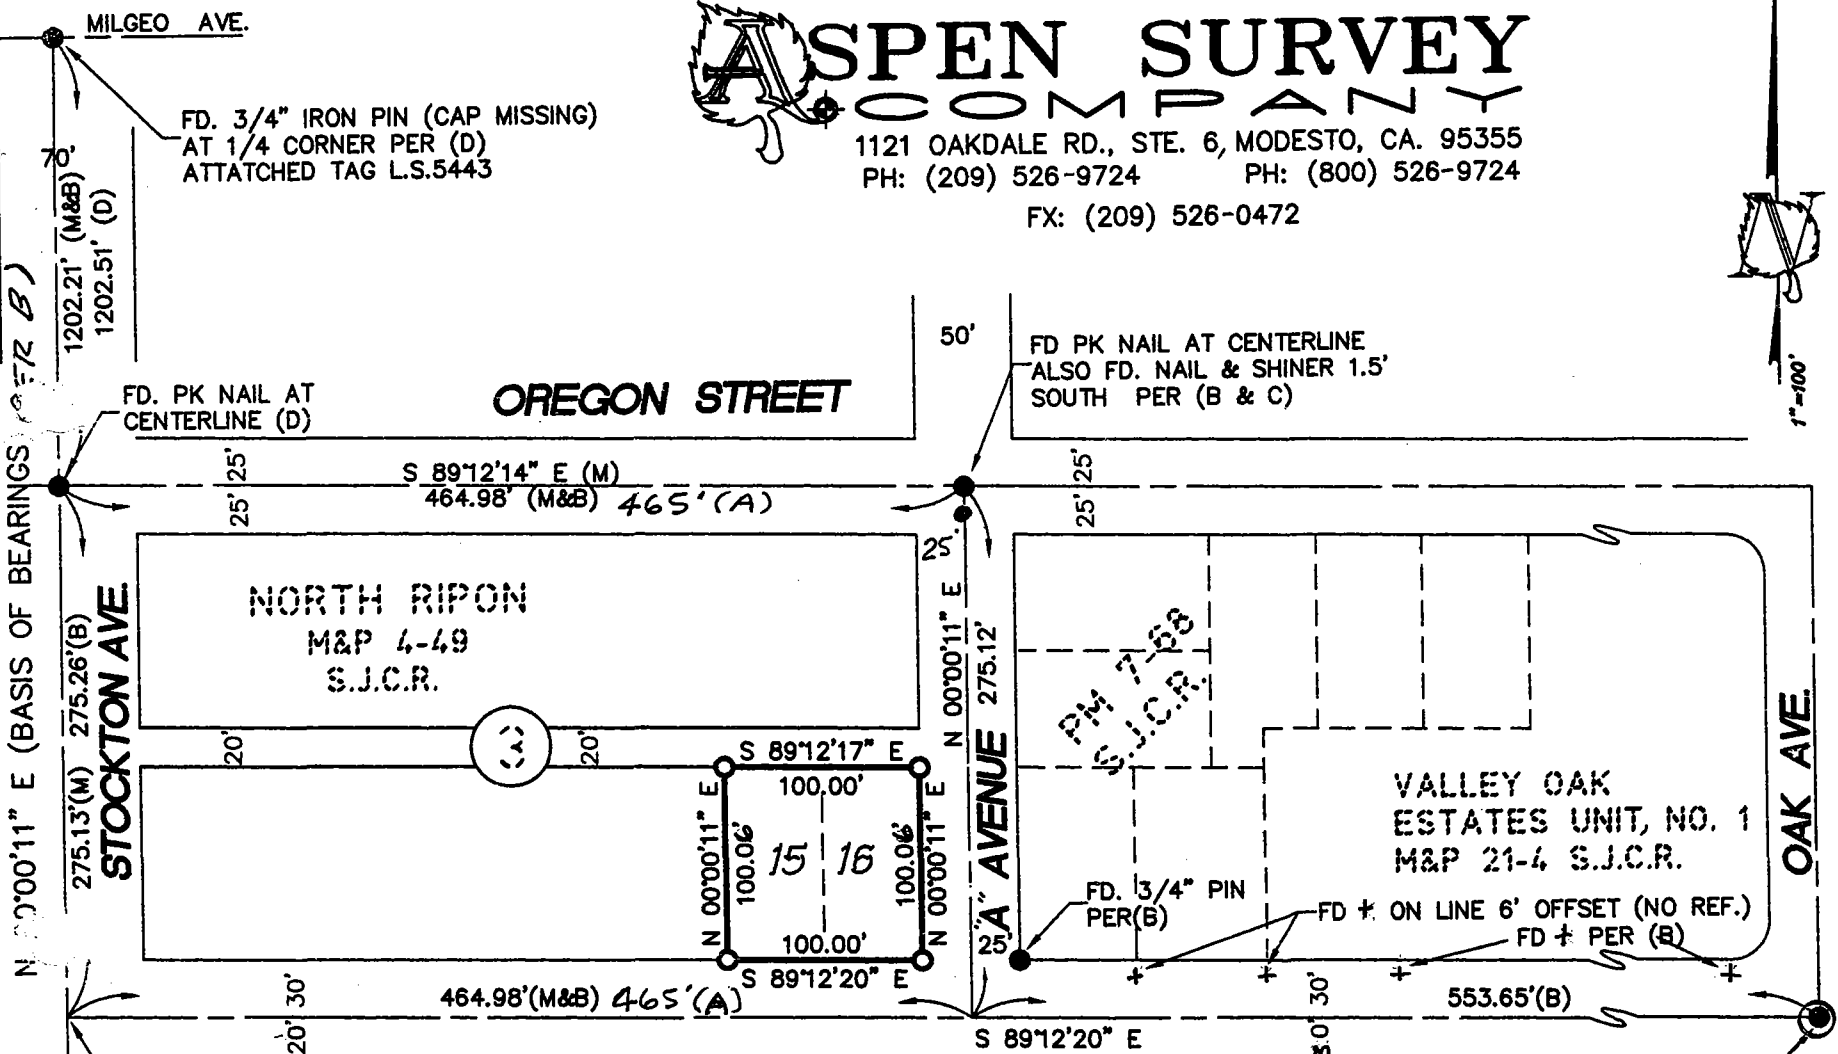 MILGEO AVE.
ASPEN SURVEY
COMPANY
1121 OAKDALE RD., STE. 6, MODESTO, CA. 95355
PH: (209) 526-9724 PH: (800) 526-9724
FX: (209) 526-0472
FD. 3/4" IRON PIN (CAP MISSING)
AT 1/4 CORNER PER (D)
ATTATCHED TAG L.S.5443
70'
1202.21' (M&B)
1202.51' (D)
N
1"=100'
50'
FD PK NAIL AT CENTERLINE
ALSO FD. NAIL & SHINER 1.5'
SOUTH PER (B & C)
FD. PK NAIL AT
CENTERLINE (D)
OREGON STREET
25'
25'
S 89°12'14" E (M)
464.98' (M&B) 465'(A)
25'
25'
25'
N 0°00'11" E (BASIS OF BEARINGS PER B)
275.13'(M) 275.26'(B)
STOCKTON AVE.
NORTH RIPON
M&P 4-49
S.J.C.R.
N 00°00'11" E
275.12'
"A" AVENUE
PM 7-68
S.J.C.R.
OAK AVE.
20'
(A)
20'
S 89°12'17" E
100.00'
N 00°00'11" E
100.06'
15
16
100.06'
N 00°00'11" E
100.00'
S 89°12'20" E
VALLEY OAK
ESTATES UNIT, NO. 1
M&P 21-4 S.J.C.R.
FD. 3/4" PIN
PER(B)
25'
FD + ON LINE 6' OFFSET (NO REF.)
FD + PER (B)
30'
20'
464.98'(M&B) 465'(A)
30'
553.65'(B)
S 89°12'20" E